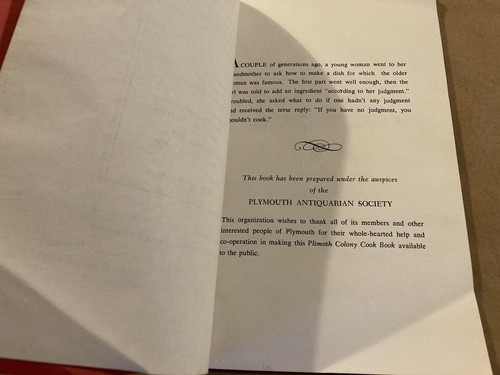 A COUPLE of generations ago, a young woman went to her
andmother to ask how to make a dish for which the older
oman was famous. The first part went well enough, then the
rl was told to add an ingredient "according to her judgment."
roubled, she asked what to do if one hadn't any judgment
nd received the terse reply: "If you have no judgment, you
ouldn't cook."
This book has been prepared under the auspices
of the
PLYMOUTH ANTIQUARIAN SOCIETY
This organization wishes to thank all of its members and other
interested people of Plymouth for their whole-hearted help and
co-operation in making this Plimoth Colony Cook Book available
to the public.